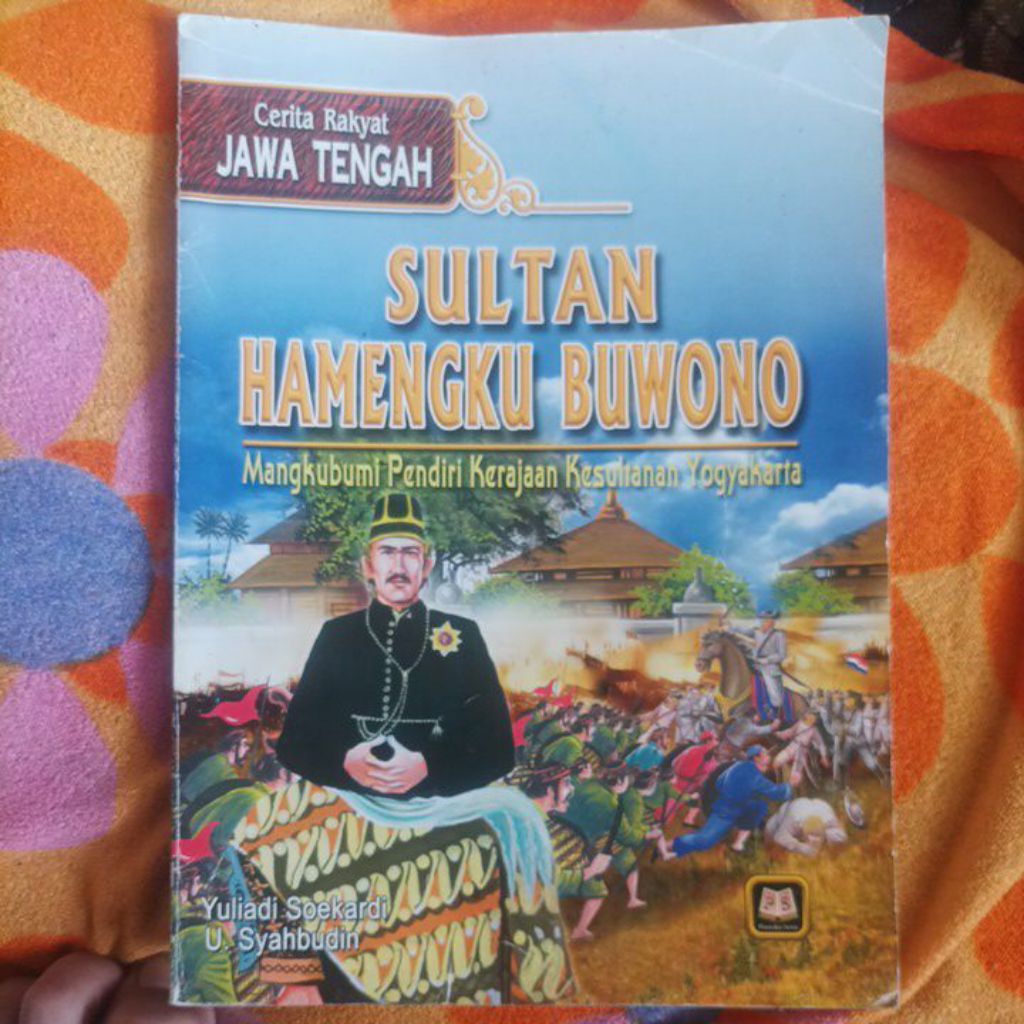 Cerita Rakyat
JAWA TENGAH
SULTAN
HAMENGKU BUWONO
Mangkubumi Pendiri Kerajaan Kesultanan Yogyakarta
Yuliadi Soekardi
U. Syahbudin